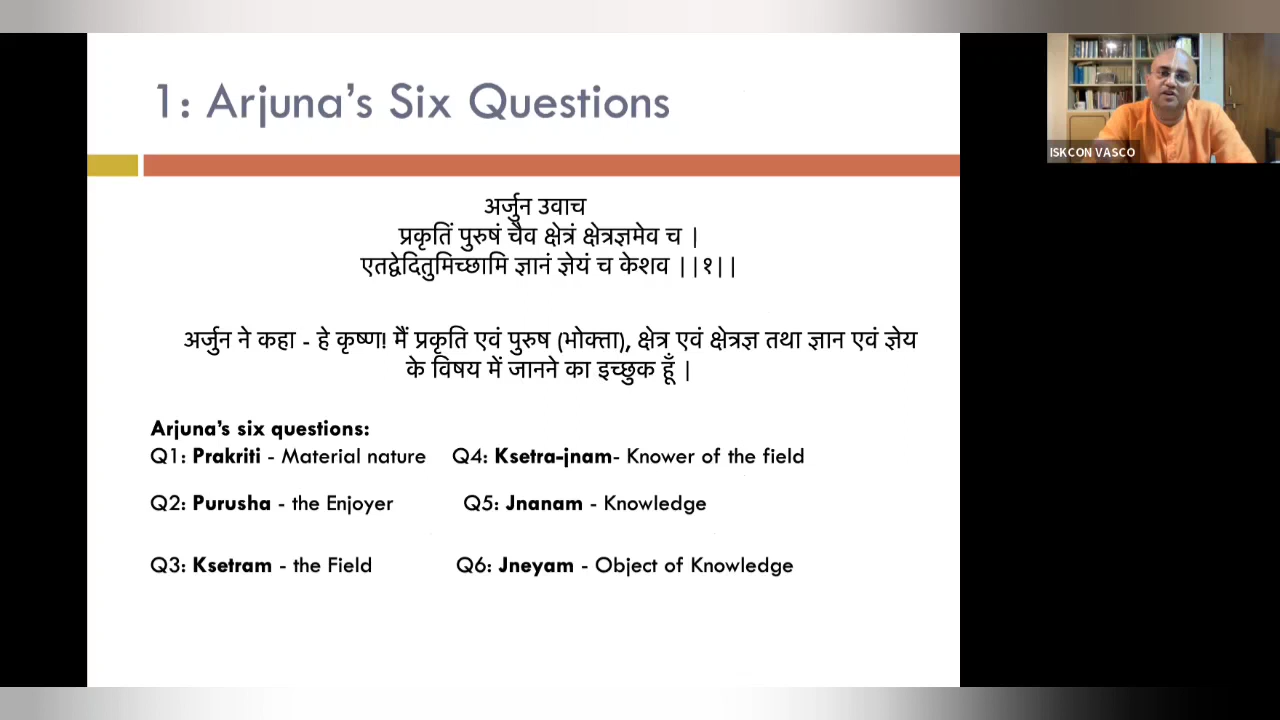 1: Arjuna’s Six Questions
ISKCON VASCO
अर्जुन उवाच
प्रकृतिं पुरुषं चैव क्षेत्रं क्षेत्रज्ञमेव च |
एतद्वेदितुमिच्छामि ज्ञानं ज्ञेयं च केशव ||१||
अर्जुन ने कहा - हे कृष्ण! मैं प्रकृति एवं पुरुष (भोक्ता), क्षेत्र एवं क्षेत्रज्ञ तथा ज्ञान एवं ज्ञेय
के विषय में जानने का इच्छुक हूँ |
Arjuna’s six questions:
Q1: Prakriti - Material nature Q4: Ksetra-jnam- Knower of the field
Q2: Purusha - the Enjoyer Q5: Jnanam - Knowledge
Q3: Ksetram - the Field Q6: Jneyam - Object of Knowledge